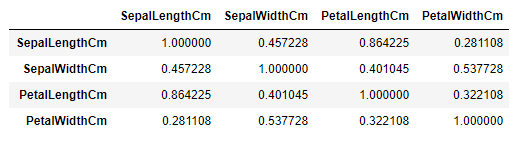 SepalLengthCm SepalWidthCm PetalLengthCm PetalWidthCm
SepalLengthCm 1.000000 0.457228 0.864225 0.281108
SepalWidthCm 0.457228 1.000000 0.401045 0.537728
PetalLengthCm 0.864225 0.401045 1.000000 0.322108
PetalWidthCm 0.281108 0.537728 0.322108 1.000000